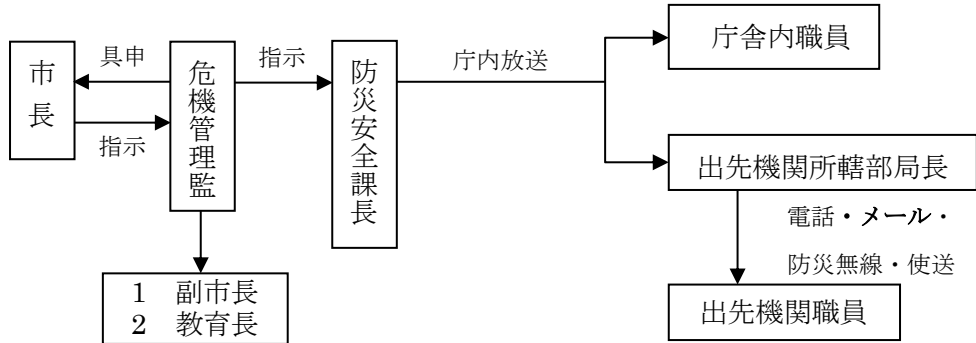 市長
具申
指示
危機管理監
指示
防災安全課長
庁内放送
庁舎内職員
出先機関所轄部局長
電話・メール・
防災無線・使送
出先機関職員
1 副市長
2 教育長